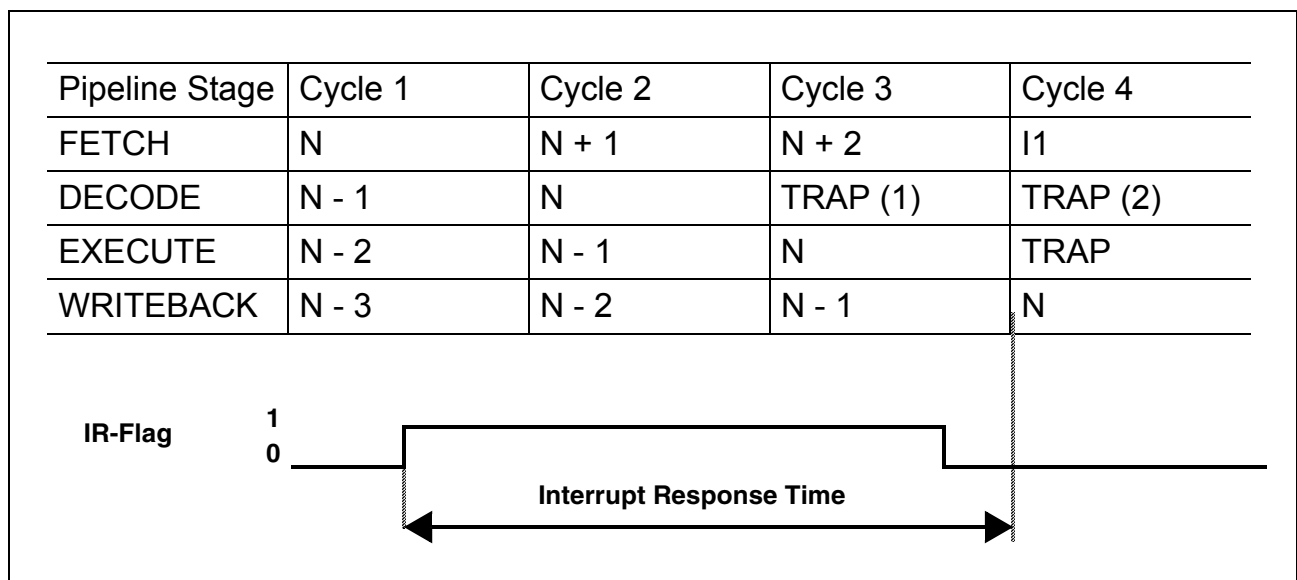 Pipeline Stage Cycle 1 Cycle 2 Cycle 3 Cycle 4
FETCH N N + 1 N + 2 I1
DECODE N - 1 N TRAP (1) TRAP (2)
EXECUTE N - 2 N - 1 N TRAP
WRITEBACK N - 3 N - 2 N - 1 N
IR-Flag 1
0
Interrupt Response Time